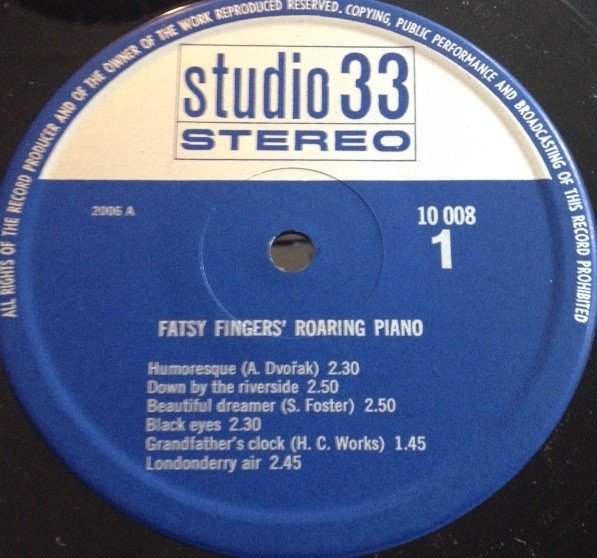 ALL RIGHTS OF THE RECORD PRODUCER AND OF THE OWNER OF THE WORK REPRODUCED RESERVED. COPYING, PUBLIC PERFORMANCE AND BROADCASTING OF THIS RECORD PROHIBITED
studio 33
STEREO
2006 A
10 008
1
FATSY FINGERS' ROARING PIANO
Humoresque (A. Dvořak) 2.30
Down by the riverside 2.50
Beautiful dreamer (S. Foster) 2.50
Black eyes 2.30
Grandfather's clock (H. C. Works) 1.45
Londonderry air 2.45